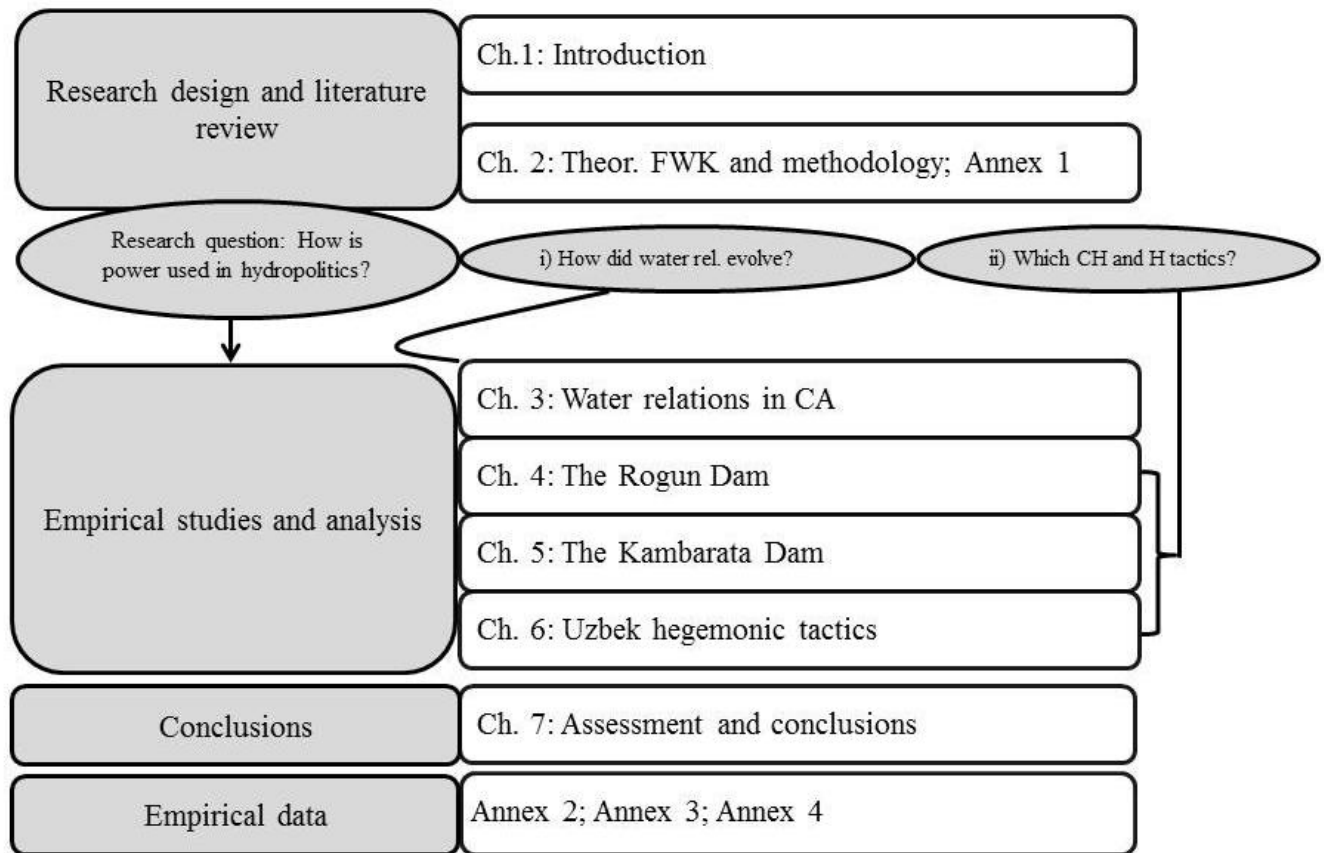 Research design and literature
review
Ch.1: Introduction
Ch. 2: Theor. FWK and methodology; Annex 1
Research question: How is
power used in hydropolitics?
i) How did water rel. evolve?
ii) Which CH and H tactics?
Empirical studies and analysis
Ch. 3: Water relations in CA
Ch. 4: The Rogun Dam
Ch. 5: The Kambarata Dam
Ch. 6: Uzbek hegemonic tactics
Conclusions
Ch. 7: Assessment and conclusions
Empirical data
Annex 2; Annex 3; Annex 4